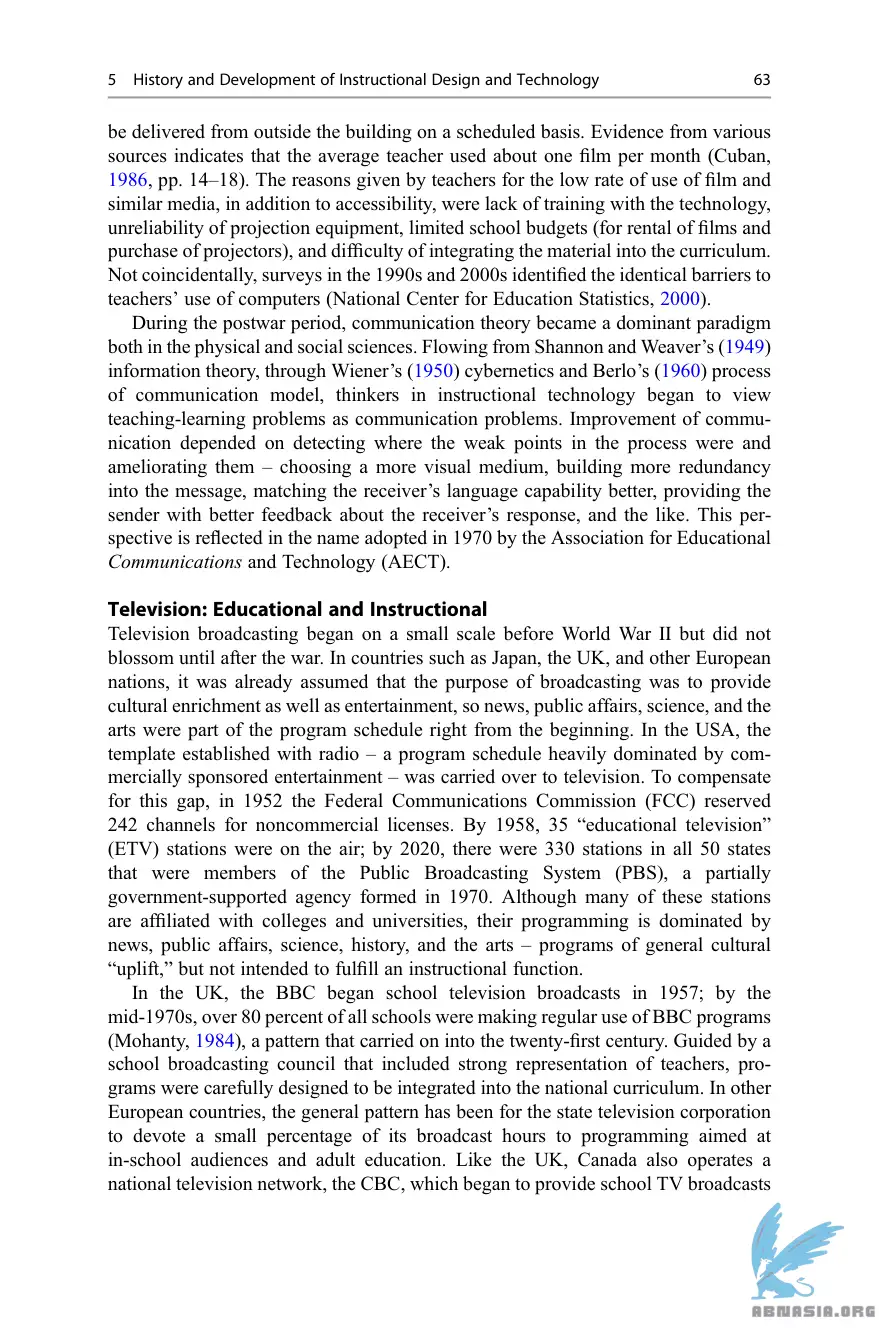 5 History and Development of Instructional Design and Technology 63
be delivered from outside the building on a scheduled basis. Evidence from various
sources indicates that the average teacher used about one film per month (Cuban,
1986, pp. 14–18). The reasons given by teachers for the low rate of use of film and
similar media, in addition to accessibility, were lack of training with the technology,
unreliability of projection equipment, limited school budgets (for rental of films and
purchase of projectors), and difficulty of integrating the material into the curriculum.
Not coincidentally, surveys in the 1990s and 2000s identified the identical barriers to
teachers’ use of computers (National Center for Education Statistics, 2000).
During the postwar period, communication theory became a dominant paradigm
both in the physical and social sciences. Flowing from Shannon and Weaver’s (1949)
information theory, through Wiener’s (1950) cybernetics and Berlo’s (1960) process
of communication model, thinkers in instructional technology began to view
teaching-learning problems as communication problems. Improvement of commu-
nication depended on detecting where the weak points in the process were and
ameliorating them – choosing a more visual medium, building more redundancy
into the message, matching the receiver’s language capability better, providing the
sender with better feedback about the receiver’s response, and the like. This per-
spective is reflected in the name adopted in 1970 by the Association for Educational
Communications and Technology (AECT).
Television: Educational and Instructional
Television broadcasting began on a small scale before World War II but did not
blossom until after the war. In countries such as Japan, the UK, and other European
nations, it was already assumed that the purpose of broadcasting was to provide
cultural enrichment as well as entertainment, so news, public affairs, science, and the
arts were part of the program schedule right from the beginning. In the USA, the
template established with radio – a program schedule heavily dominated by com-
mercially sponsored entertainment – was carried over to television. To compensate
for this gap, in 1952 the Federal Communications Commission (FCC) reserved
242 channels for noncommercial licenses. By 1958, 35 “educational television”
(ETV) stations were on the air; by 2020, there were 330 stations in all 50 states
that were members of the Public Broadcasting System (PBS), a partially
government-supported agency formed in 1970. Although many of these stations
are affiliated with colleges and universities, their programming is dominated by
news, public affairs, science, history, and the arts – programs of general cultural
“uplift,” but not intended to fulfill an instructional function.
In the UK, the BBC began school television broadcasts in 1957; by the
mid-1970s, over 80 percent of all schools were making regular use of BBC programs
(Mohanty, 1984), a pattern that carried on into the twenty-first century. Guided by a
school broadcasting council that included strong representation of teachers, pro-
grams were carefully designed to be integrated into the national curriculum. In other
European countries, the general pattern has been for the state television corporation
to devote a small percentage of its broadcast hours to programming aimed at
in-school audiences and adult education. Like the UK, Canada also operates a
national television network, the CBC, which began to provide school TV broadcasts
ABNASIA.ORG